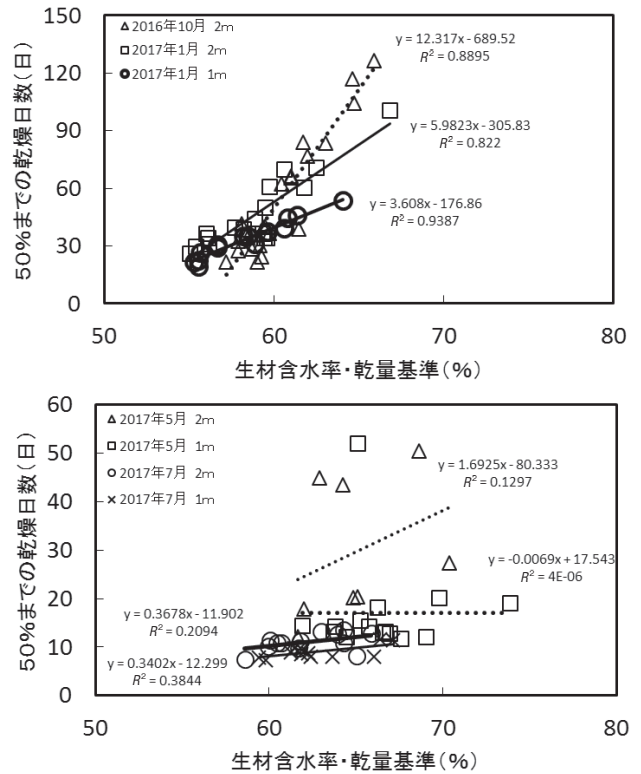 150
120
90
60
30
0
50%までの乾燥日数(日)
△2016年10月 2m
□2017年1月 2m
○2017年1月 1m
y = 12.317x - 689.52
R² = 0.8895
y = 5.9823x - 305.83
R² = 0.822
y = 3.608x - 176.86
R² = 0.9387
50 60 70 80
生材含水率・乾量基準(%)
60
50
40
30
20
10
0
50%までの乾燥日数(日)
△2017年5月 2m
□2017年5月 1m
○2017年7月 2m
×2017年7月 1m
y = 1.6925x - 80.333
R² = 0.1297
y = -0.0069x + 17.543
R² = 4E-06
y = 0.3678x - 11.902
R² = 0.2094
y = 0.3402x - 12.299
R² = 0.3844
50 60 70 80
生材含水率・乾量基準(%)